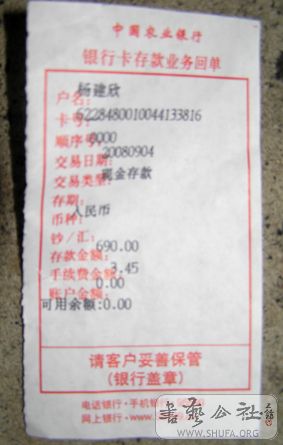 中国农业银行
银行卡存款业务回单
户名:杨建欣
卡号:6228480010044133816
顺序号:0000
交易日期:20080904
交易类型:现金存款
存期:
币种:人民币
钞/汇:
存款金额:690.00
手续费金额:3.45
账户金额:0.00
可用余额:0.00
请客户妥善保管
(银行盖章)
电话银行·手机银
网上银行·www.
书艺公社
WWW.SHUFA.ORG